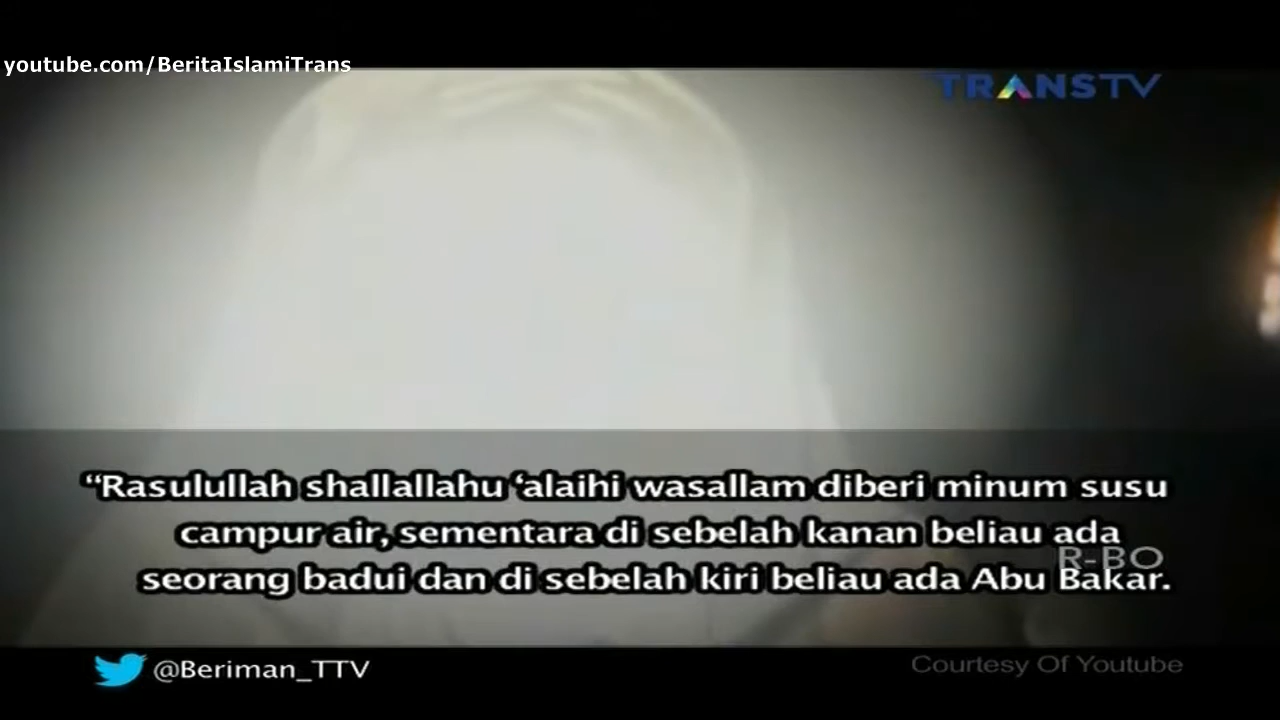 youtube.com/BeritaIslamiTrans
TRANSTV
“Rasulullah shallallahu ‘alaihi wasallam diberi minum susu
campur air, sementara di sebelah kanan beliau ada
R-BO
seorang badui dan di sebelah kiri beliau ada Abu Bakar.
@Beriman_TTV
Courtesy Of Youtube